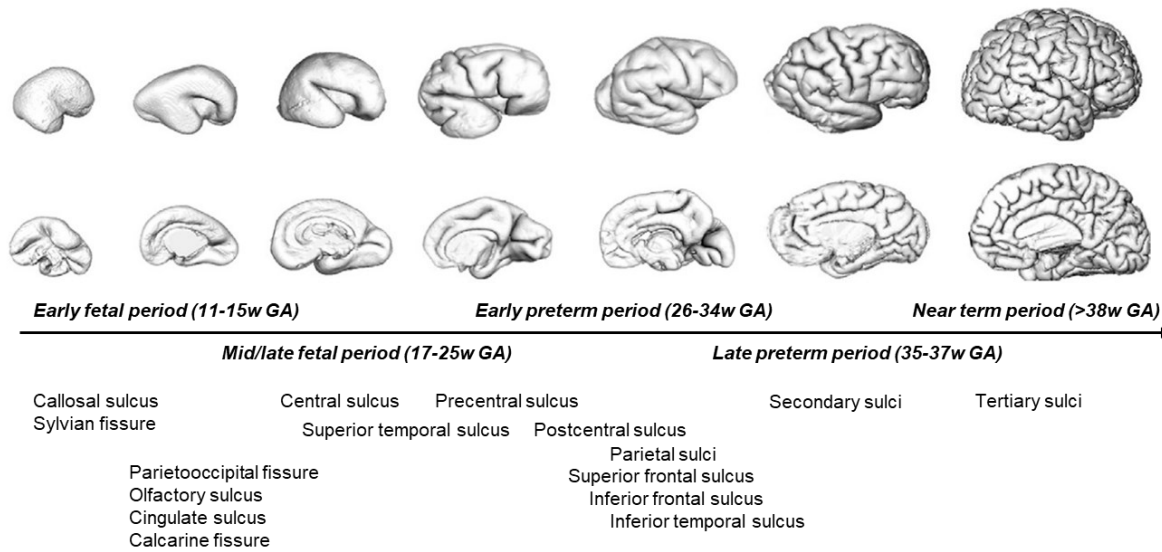 Early fetal period (11-15w GA)
Early preterm period (26-34w GA)
Near term period (>38w GA)
Mid/late fetal period (17-25w GA)
Late preterm period (35-37w GA)
Callosal sulcus
Sylvian fissure
Central sulcus
Precentral sulcus
Secondary sulci
Tertiary sulci
Superior temporal sulcus
Postcentral sulcus
Parietal sulci
Parietooccipital fissure
Superior frontal sulcus
Olfactory sulcus
Inferior frontal sulcus
Cingulate sulcus
Inferior temporal sulcus
Calcarine fissure